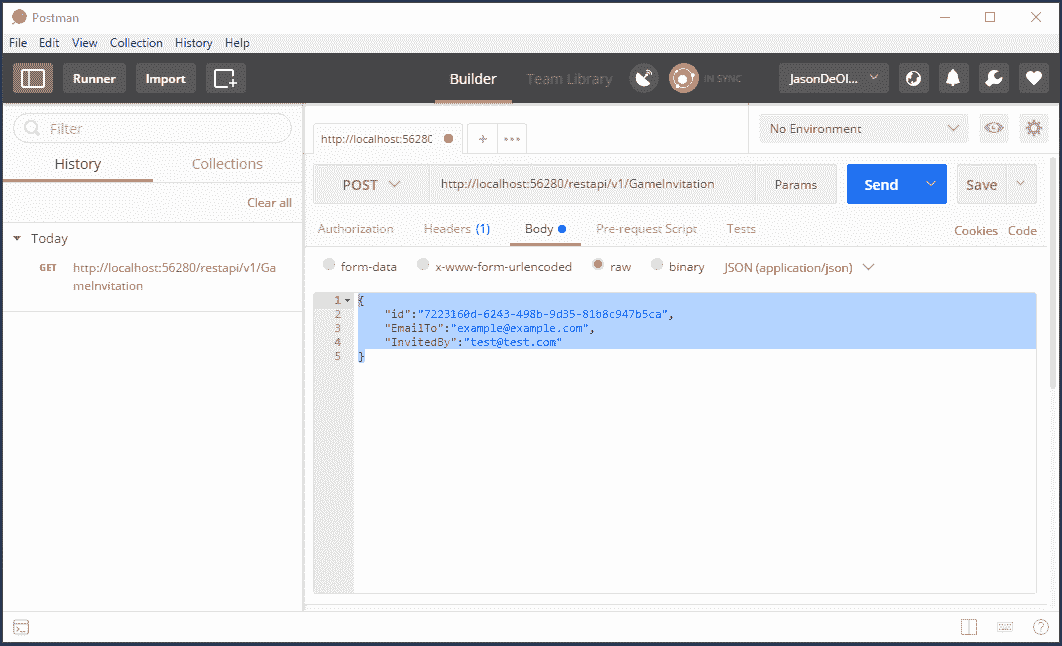 Postman
File Edit View Collection History Help
Runner Import Builder Team Library IN SYNC JasonDeOl...
Filter
History Collections
Clear all
Today
GET http://localhost:56280/restapi/v1/Ga
meInvitation
http://localhost:5628( + ••• No Environment
POST http://localhost:56280/restapi/v1/GameInvitation Params Send Save
Authorization Headers (1) Body Pre-request Script Tests Cookies Code
form-data x-www-form-urlencoded raw binary JSON (application/json)
1 {
2 "id":"7223160d-6243-498b-9d35-81b8c947b5ca",
3 "EmailTo":"example@example.com",
4 "InvitedBy":"test@test.com"
5 }